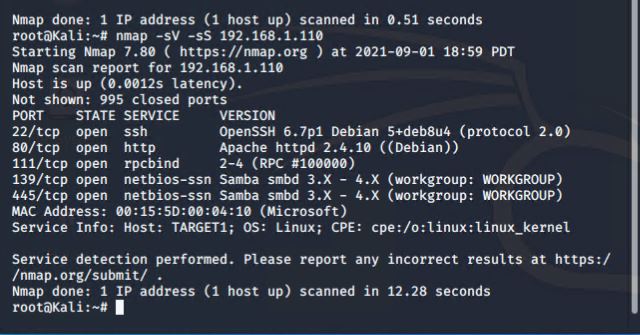 Nmap done: 1 IP address (1 host up) scanned in 0.51 seconds
root@Kali:~# nmap -sV -sS 192.168.1.110
Starting Nmap 7.80 ( https://nmap.org ) at 2021-09-01 18:59 PDT
Nmap scan report for 192.168.1.110
Host is up (0.0012s latency).
Not shown: 995 closed ports
PORT    STATE SERVICE     VERSION
22/tcp  open  ssh         OpenSSH 6.7p1 Debian 5+deb8u4 (protocol 2.0)
80/tcp  open  http        Apache httpd 2.4.10 ((Debian))
111/tcp open  rpcbind     2-4 (RPC #100000)
139/tcp open  netbios-ssn Samba smbd 3.X - 4.X (workgroup: WORKGROUP)
445/tcp open  netbios-ssn Samba smbd 3.X - 4.X (workgroup: WORKGROUP)
MAC Address: 00:15:5D:00:04:10 (Microsoft)
Service Info: Host: TARGET1; OS: Linux; CPE: cpe:/o:linux:linux_kernel
Service detection performed. Please report any incorrect results at https:/
/nmap.org/submit/ .
Nmap done: 1 IP address (1 host up) scanned in 12.28 seconds
root@Kali:~#